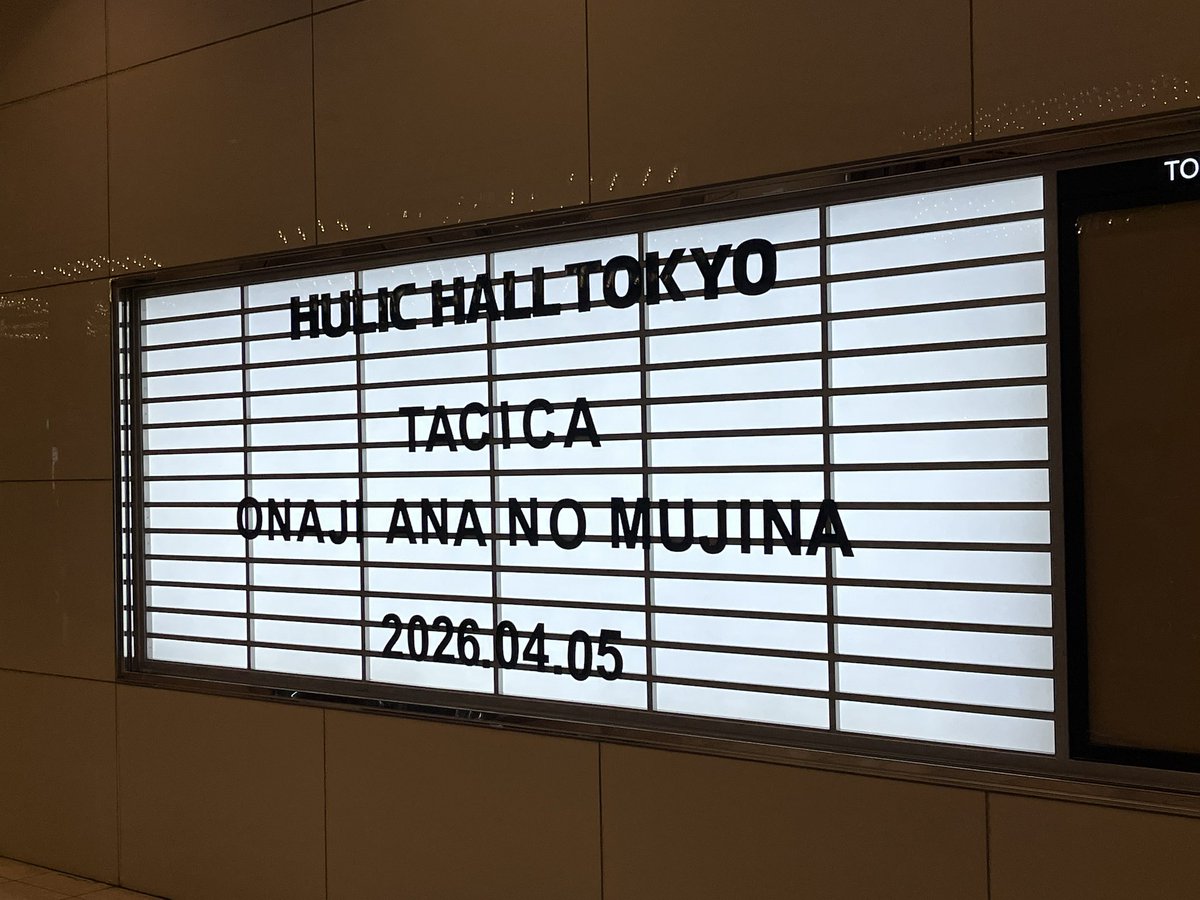 HULIC HALL TOKYO
TACICA
ONAJI ANA NO MUJINA
2026.04.05